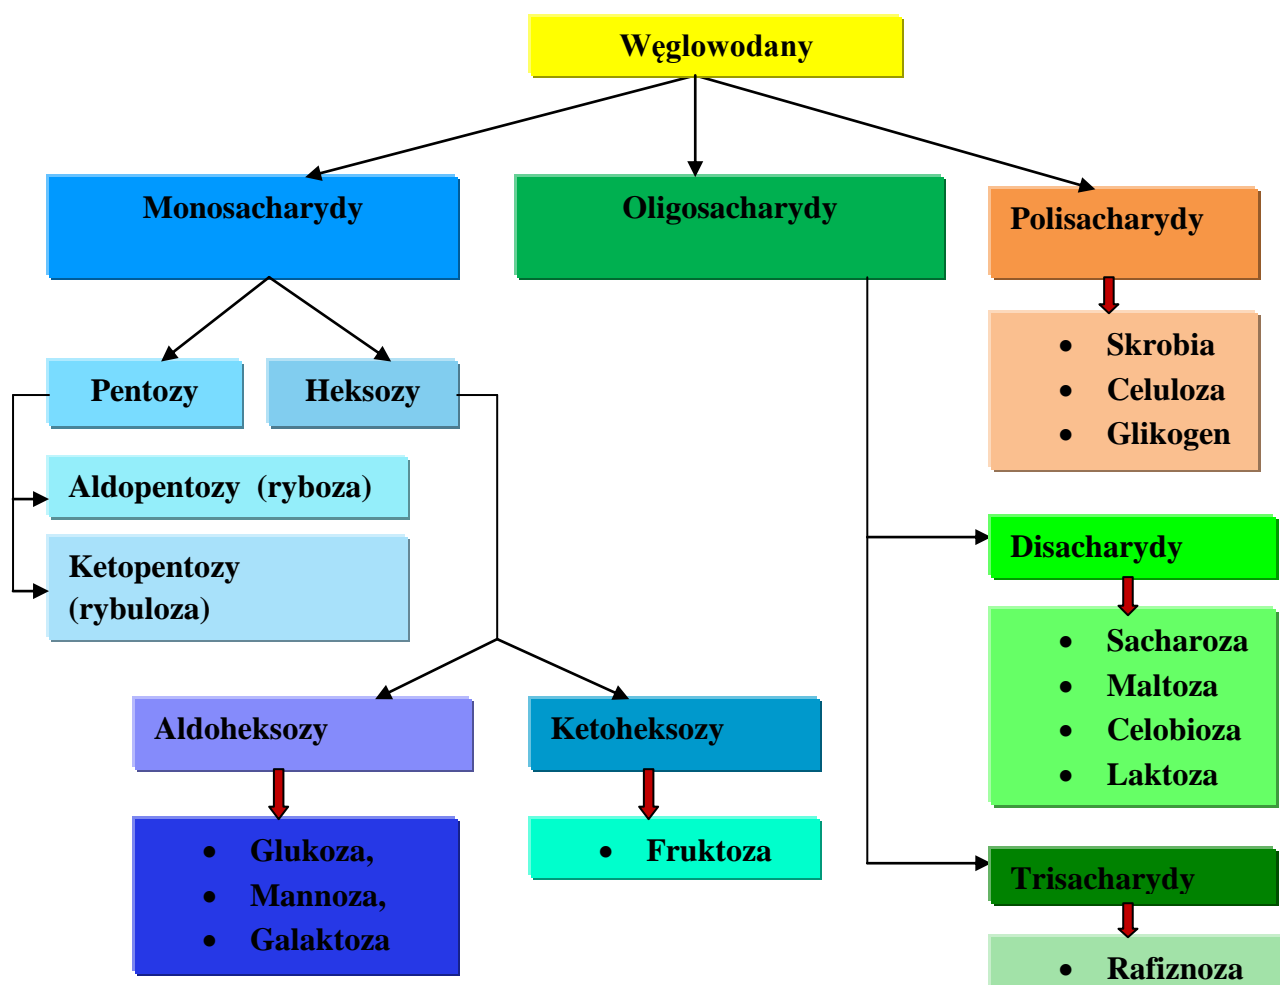 Węglowodany
Monosacharydy
Oligosacharydy
Polisacharydy
• Skrobia
• Celuloza
• Glikogen
Pentozy
Heksozy
Aldopentozy (ryboza)
Ketopentozy
(rybuloza)
Disacharydy
• Sacharoza
• Maltoza
• Celobioza
• Laktoza
Aldoheksozy
Ketoheksozy
• Glukoza,
• Mannoza,
• Galaktoza
• Fruktoza
Trisacharydy
• Rafiznoza